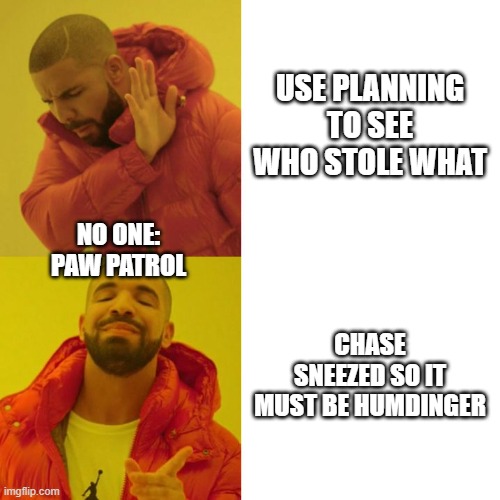 USE PLANNING
TO SEE
WHO STOLE WHAT
NO ONE:
PAW PATROL
CHASE
SNEEZED SO IT
MUST BE HUMDINGER
imgflip.com